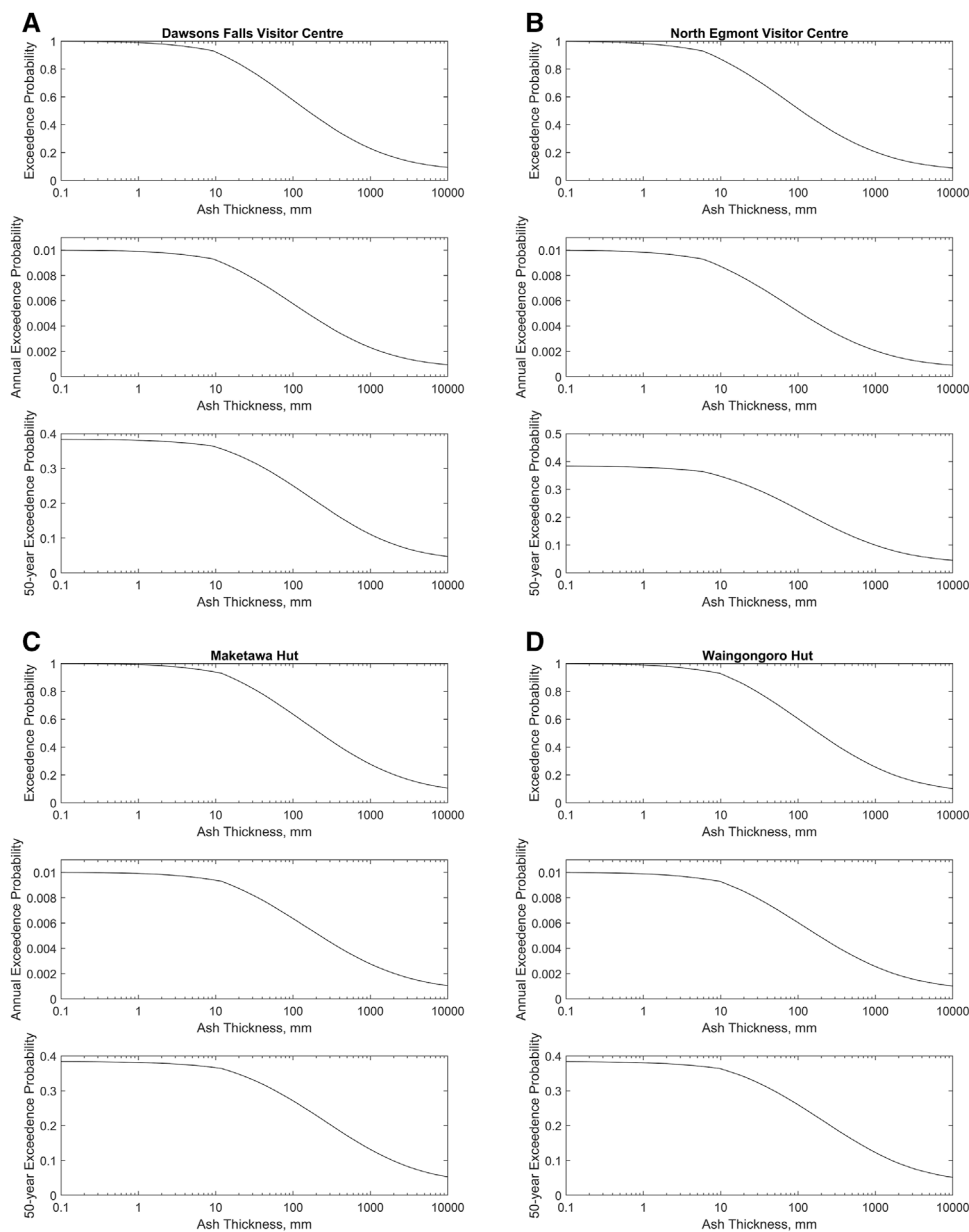 A
Dawsons Falls Visitor Centre
1
0.8
0.6
0.4
0.2
0
Exceedence Probability
0.1 1 10 100 1000 10000
Ash Thickness, mm
0.01
0.008
0.006
0.004
0.002
0
Annual Exceedence Probability
0.1 1 10 100 1000 10000
Ash Thickness, mm
0.4
0.3
0.2
0.1
0
50-year Exceedence Probability
0.1 1 10 100 1000 10000
Ash Thickness, mm
B
North Egmont Visitor Centre
1
0.8
0.6
0.4
0.2
0
Exceedence Probability
0.1 1 10 100 1000 10000
Ash Thickness, mm
0.01
0.008
0.006
0.004
0.002
0
Annual Exceedence Probability
0.1 1 10 100 1000 10000
Ash Thickness, mm
0.5
0.4
0.3
0.2
0.1
0
50-year Exceedence Probability
0.1 1 10 100 1000 10000
Ash Thickness, mm
C
Maketawa Hut
1
0.8
0.6
0.4
0.2
0
Exceedence Probability
0.1 1 10 100 1000 10000
Ash Thickness, mm
0.01
0.008
0.006
0.004
0.002
0
Annual Exceedence Probability
0.1 1 10 100 1000 10000
Ash Thickness, mm
0.4
0.3
0.2
0.1
0
50-year Exceedence Probability
0.1 1 10 100 1000 10000
Ash Thickness, mm
D
Waingongoro Hut
1
0.8
0.6
0.4
0.2
0
Exceedence Probability
0.1 1 10 100 1000 10000
Ash Thickness, mm
0.01
0.008
0.006
0.004
0.002
0
Annual Exceedence Probability
0.1 1 10 100 1000 10000
Ash Thickness, mm
0.4
0.3
0.2
0.1
0
50-year Exceedence Probability
0.1 1 10 100 1000 10000
Ash Thickness, mm